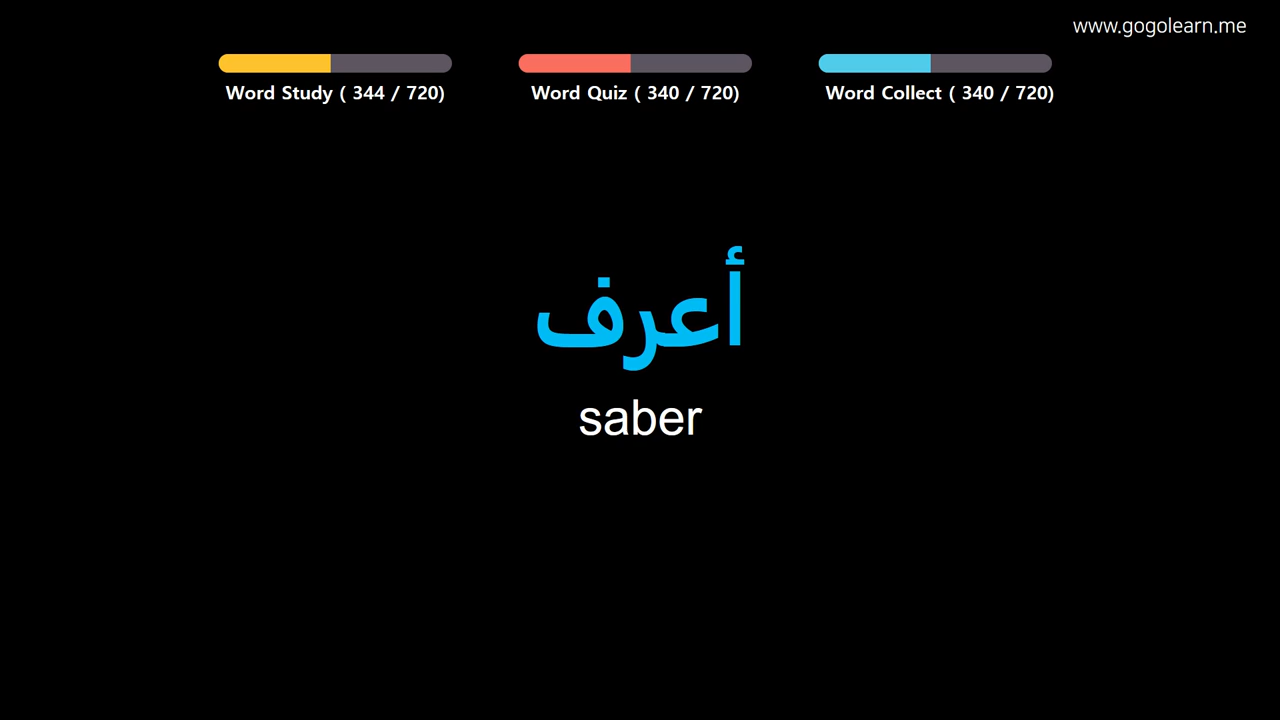 www.gogolearn.me
Word Study ( 344 / 720)
Word Quiz ( 340 / 720)
Word Collect ( 340 / 720)
أعرف
saber